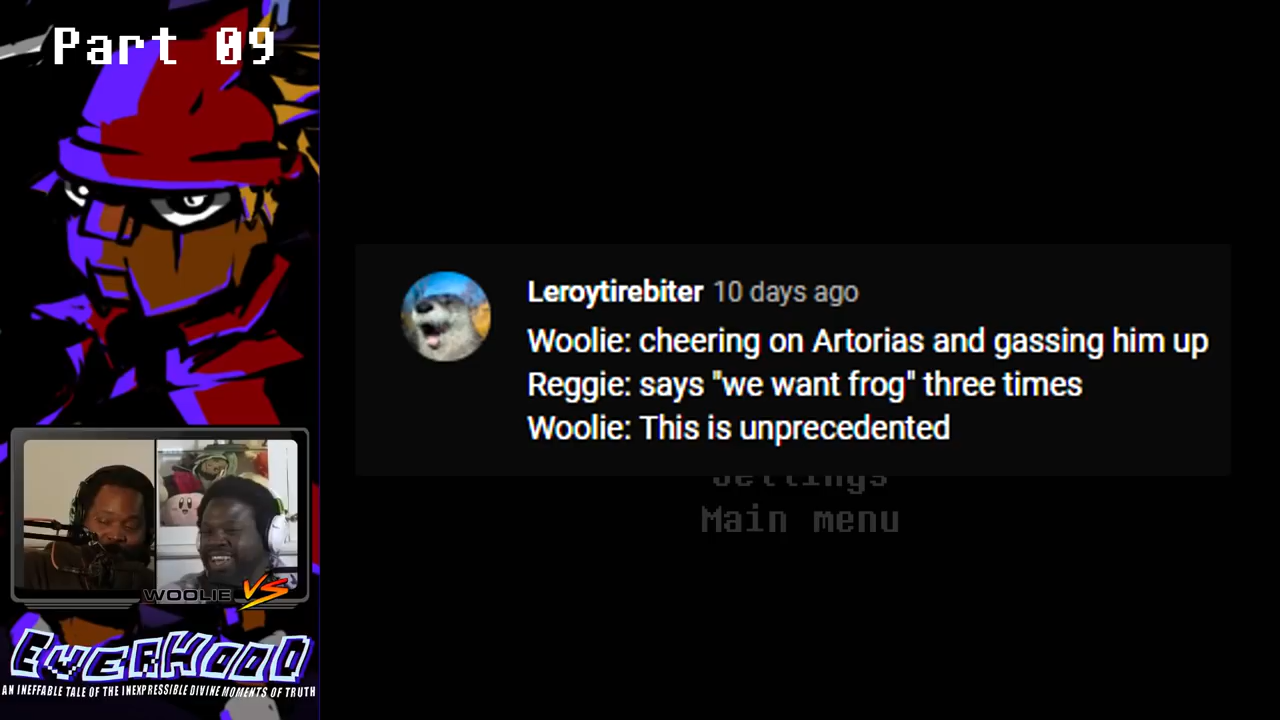 Part 09
Leroytirebiter 10 days ago
Woolie: cheering on Artorias and gassing him up
Reggie: says "we want frog" three times
Woolie: This is unprecedented
Settings
Main menu
WOOLIE VS
EVERHOOD
AN INEFFABLE TALE OF THE INEXPRESSIBLE DIVINE MOMENTS OF TRUTH